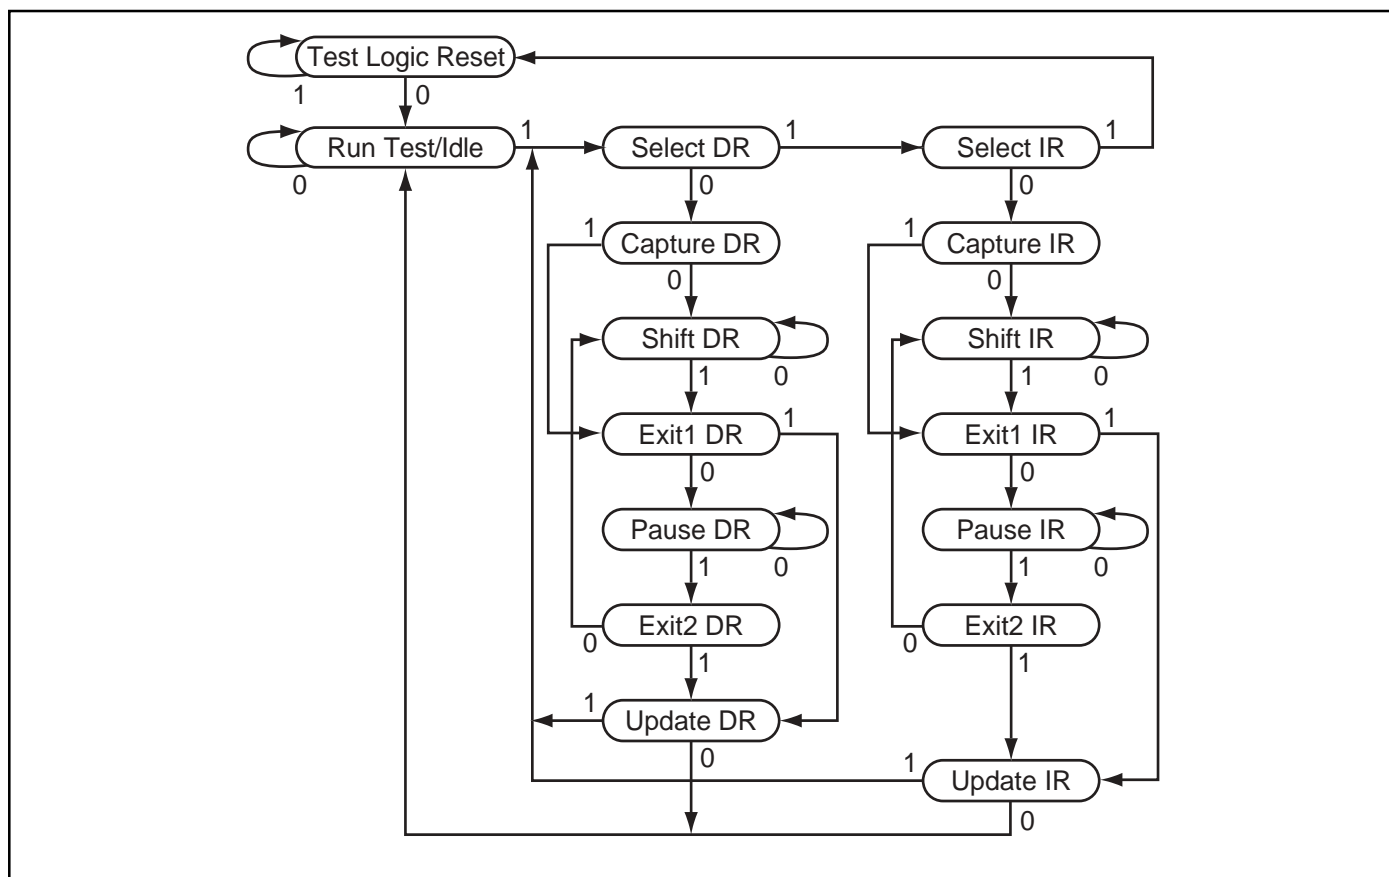 Test Logic Reset
1 0
Run Test/Idle
1
0
Select DR
1
0
Select IR
1
0
1
Capture DR
0
1
Capture IR
0
Shift DR
1 0
Shift IR
1 0
Exit1 DR
1
0
Exit1 IR
1
0
Pause DR
1 0
Pause IR
1 0
Exit2 DR
0
1
Exit2 IR
0
1
1
Update DR
0
1
Update IR
0